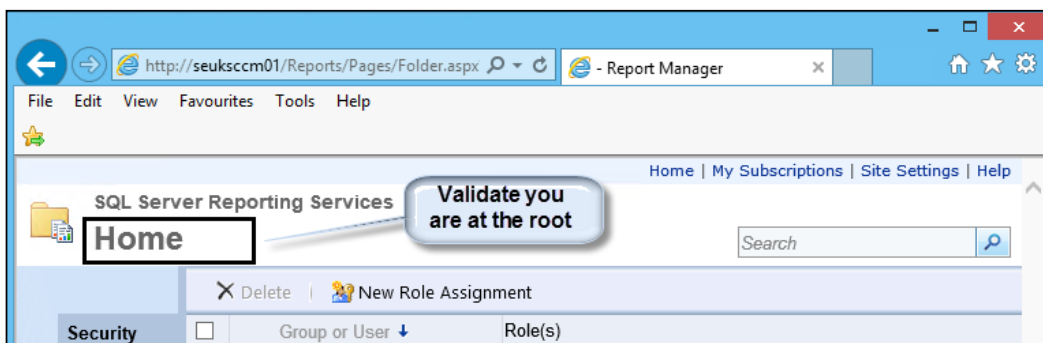 http://seuksccm01/Reports/Pages/Folder.aspx
- Report Manager
File Edit View Favourites Tools Help
Home | My Subscriptions | Site Settings | Help
SQL Server Reporting Services
Home
Validate you
are at the root
Search
Delete | New Role Assignment
Security
Group or User Role(s)